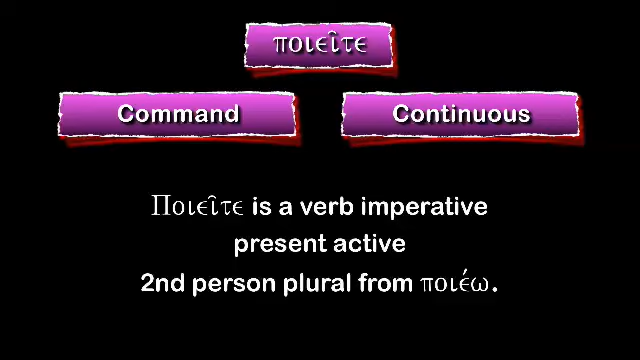 ποιεῖτε
Command Continuous
Ποιεῖτε is a verb imperative
present active
2nd person plural from ποιέω.